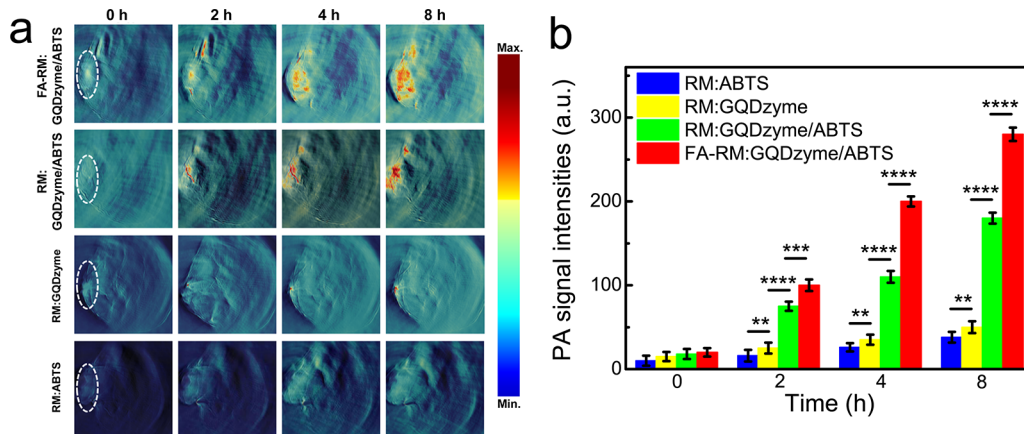 a
0 h 2 h 4 h 8 h
FA-RM:
GQDzyme/ABTS
RM:
GQDzyme/ABTS
RM:GQDzyme
RM:ABTS
Max.
Min.
b
PA signal intensities (a.u.)
300
200
100
0
RM:ABTS
RM:GQDzyme
RM:GQDzyme/ABTS
FA-RM:GQDzyme/ABTS
** **** ***
** **** ****
** **** ****
0 2 4 8
Time (h)